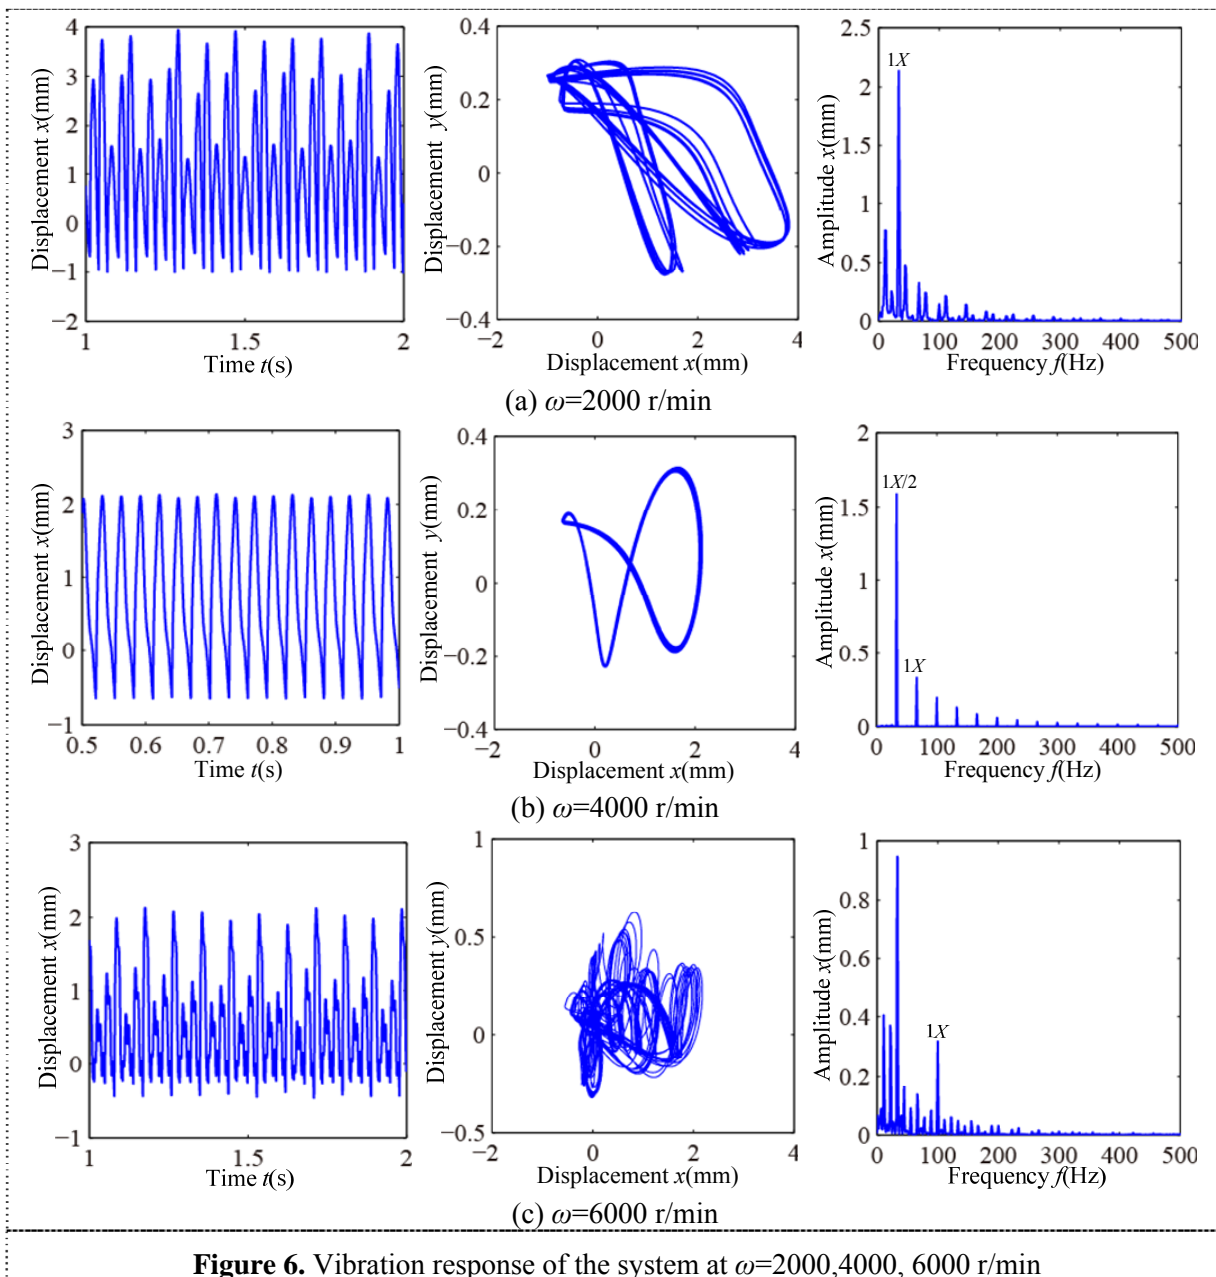 4
3
2
1
0
−1
−2
Displacement x(mm)
1
1.5
2
Time t(s)
0.4
0.2
0
−0.2
−0.4
Displacement y(mm)
−2
0
2
4
Displacement x(mm)
2.5
2
1.5
1
0.5
0
Amplitude x(mm)
1X
0 100 200 300 400 500
Frequency f(Hz)
(a) ω=2000 r/min
3
2
1
0
−1
Displacement x(mm)
0.5 0.6 0.7 0.8 0.9 1
Time t(s)
0.4
0.2
0
−0.2
−0.4
Displacement y(mm)
−2
0
2
4
Displacement x(mm)
2
1.5
1
0.5
0
Amplitude x(mm)
1X/2
1X
0 100 200 300 400 500
Frequency f(Hz)
(b) ω=4000 r/min
3
2
1
0
−1
Displacement x(mm)
1
1.5
2
Time t(s)
1
0.5
0
−0.5
Displacement y(mm)
−2
0
2
4
Displacement x(mm)
1
0.8
0.6
0.4
0.2
0
Amplitude x(mm)
1X
0 100 200 300 400 500
Frequency f(Hz)
(c) ω=6000 r/min
Figure 6. Vibration response of the system at ω=2000,4000, 6000 r/min